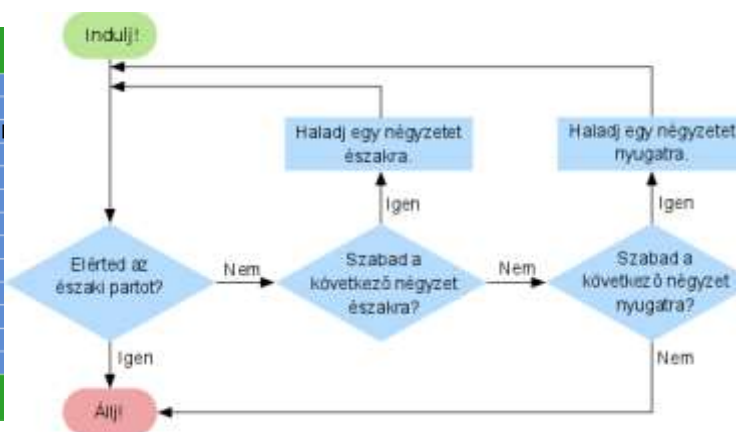 Indulj!
Haladj egy négyzetet
északra.
Haladj egy négyzetet
nyugatra.
Igen
Igen
Elérted az
északi partot?
Nem
Szabad a
következő négyzet
északra?
Nem
Szabad a
következő négyzet
nyugatra?
Igen
Nem
Állj!